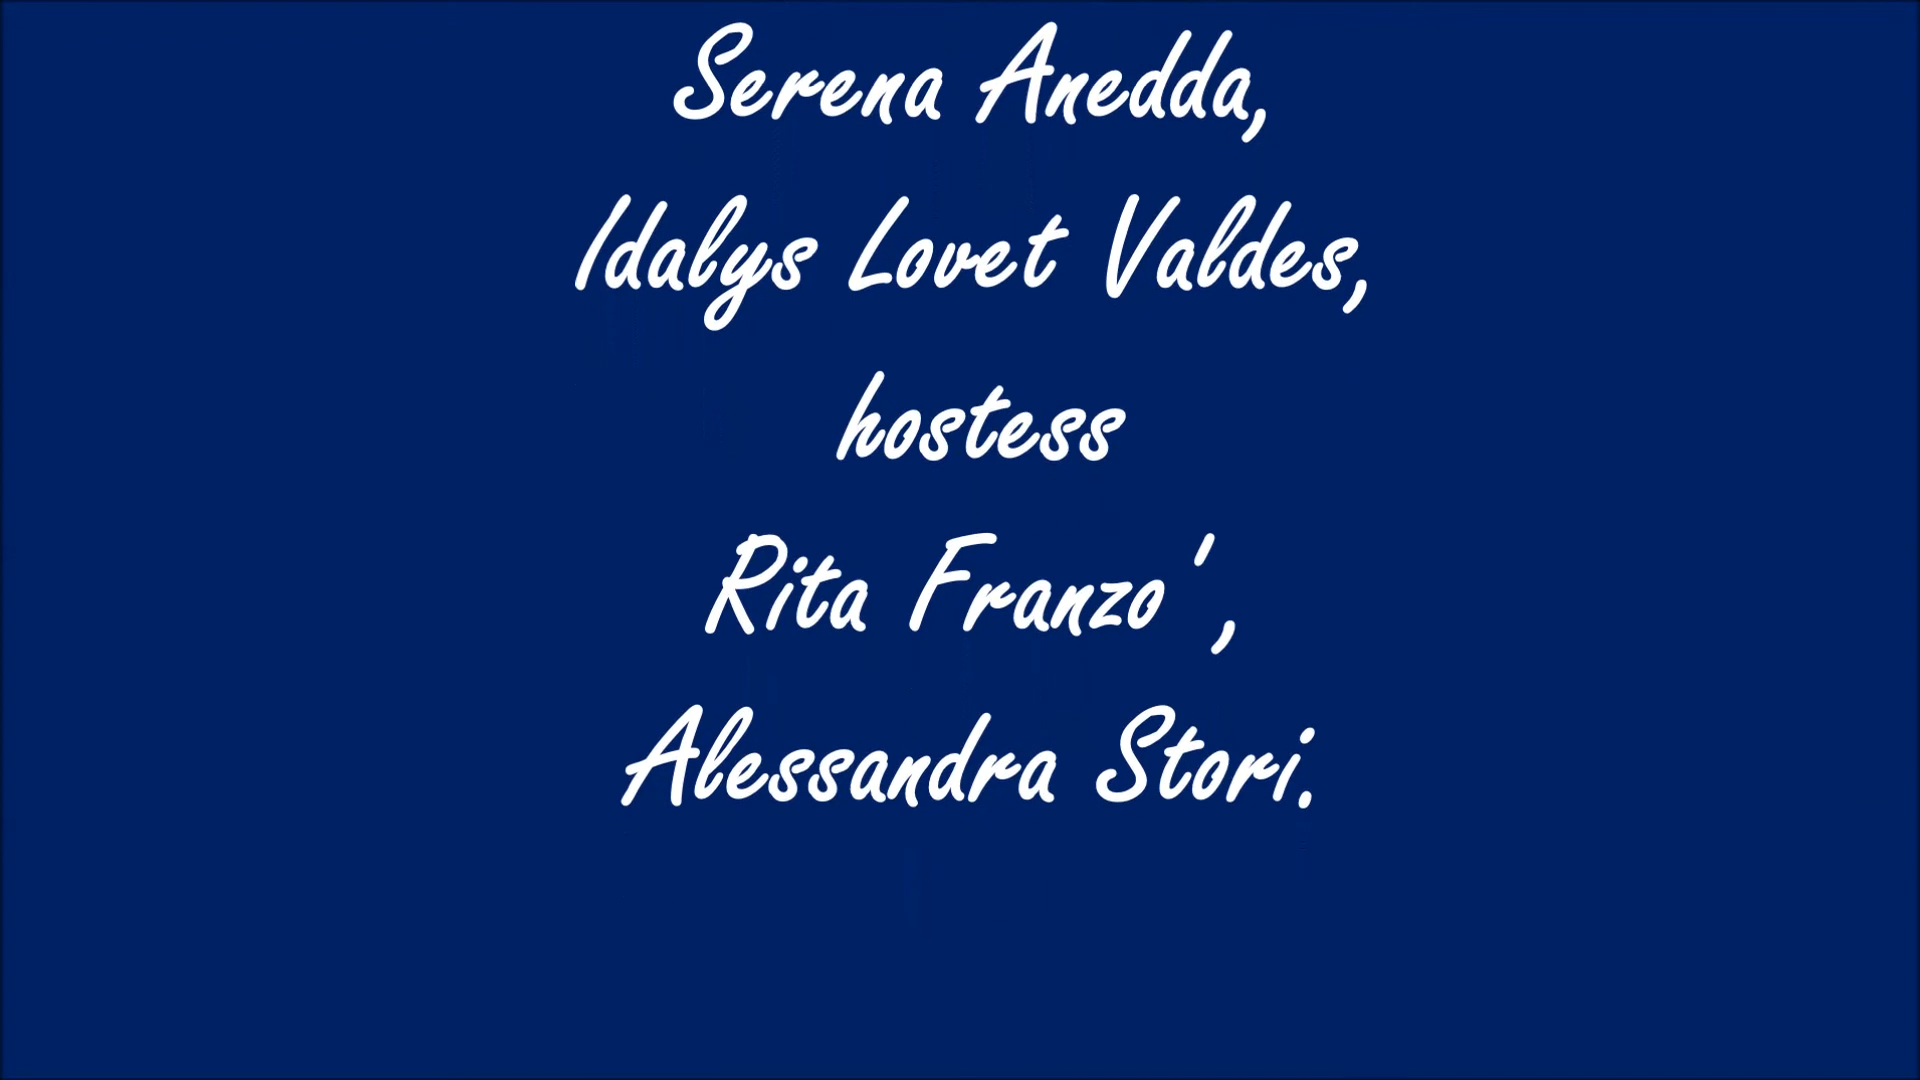 Serena Anedda,
Idalys Lovet Valdes,
hostess
Rita Franzo',
Alessandra Stori.